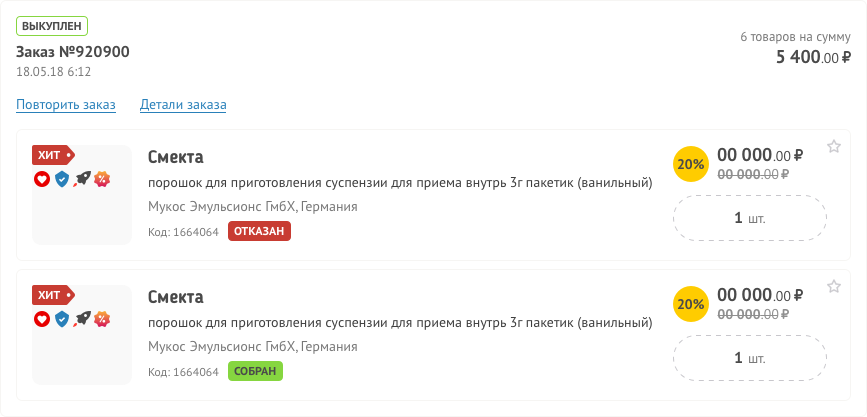 ВЫКУПЛЕН
Заказ №920900
18.05.18 6:12
6 товаров на сумму
5 400.00 ₽
Повторить заказ Детали заказа
ХИТ
Смекта
порошок для приготовления суспензии для приема внутрь 3г пакетик (ванильный)
Мукос Эмульсионс ГмбХ, Германия
Код: 1664064 ОТКАЗАН
20%
00 000.00 ₽
00 000.00 ₽
1 шт.
ХИТ
Смекта
порошок для приготовления суспензии для приема внутрь 3г пакетик (ванильный)
Мукос Эмульсионс ГмбХ, Германия
Код: 1664064 СОБРАН
20%
00 000.00 ₽
00 000.00 ₽
1 шт.